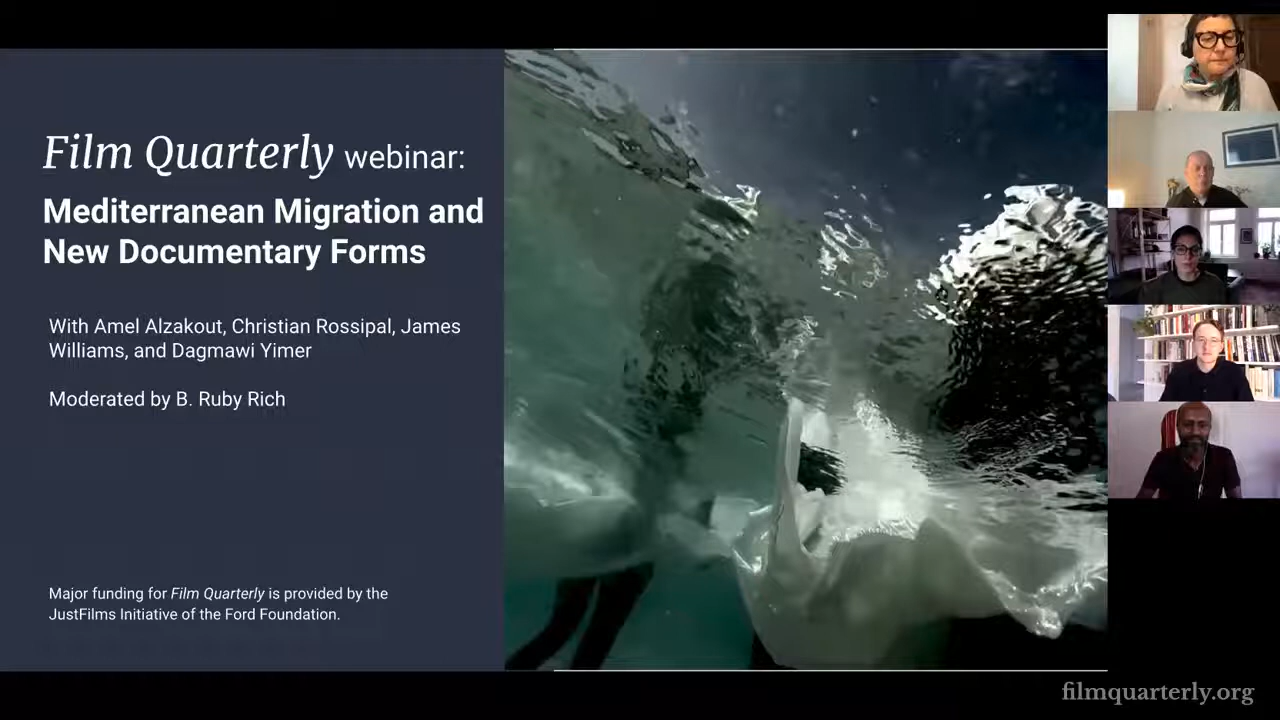 Film Quarterly webinar:
Mediterranean Migration and
New Documentary Forms
With Amel Alzakout, Christian Rossipal, James
Williams, and Dagmawi Yimer
Moderated by B. Ruby Rich
Major funding for Film Quarterly is provided by the
JustFilms Initiative of the Ford Foundation.
filmquarterly.org